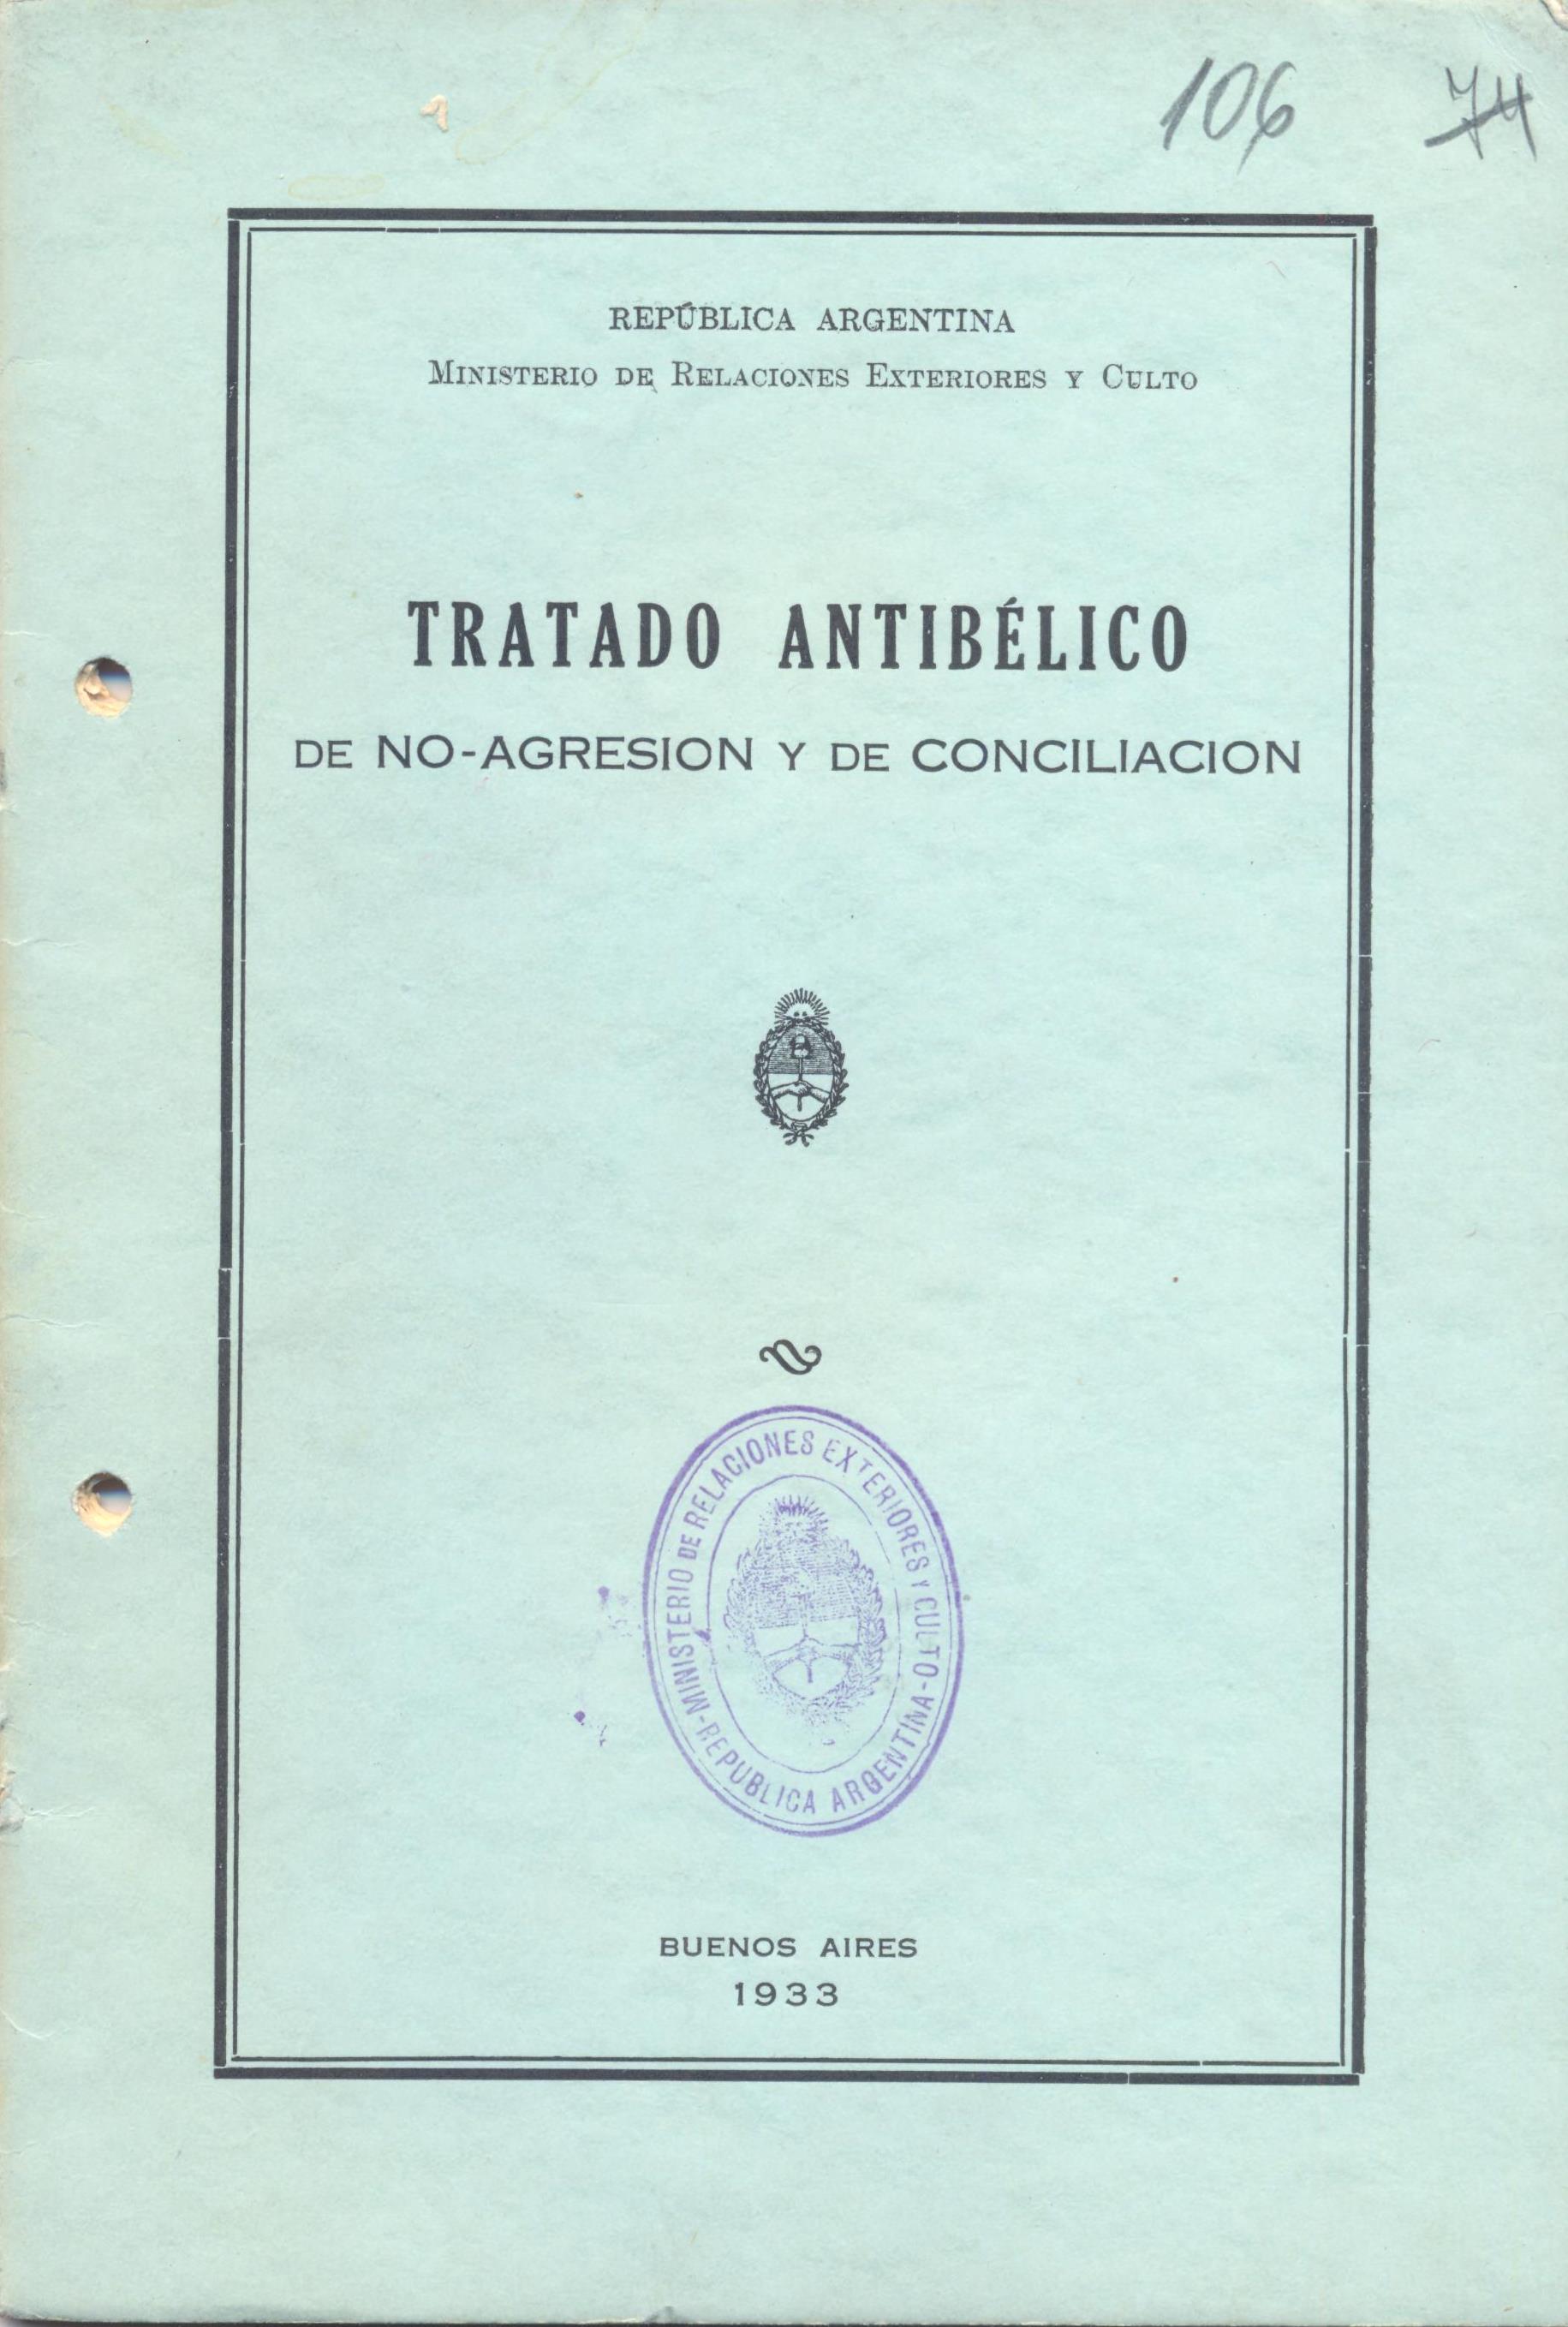 106 74
REPÚBLICA ARGENTINA
MINISTERIO DE RELACIONES EXTERIORES Y CULTO
TRATADO ANTIBÉLICO
DE NO-AGRESION Y DE CONCILIACION
MINISTERIO DE RELACIONES EXTERIORES Y CULTO-
REPUBLICA ARGENTINA-
BUENOS AIRES
1933